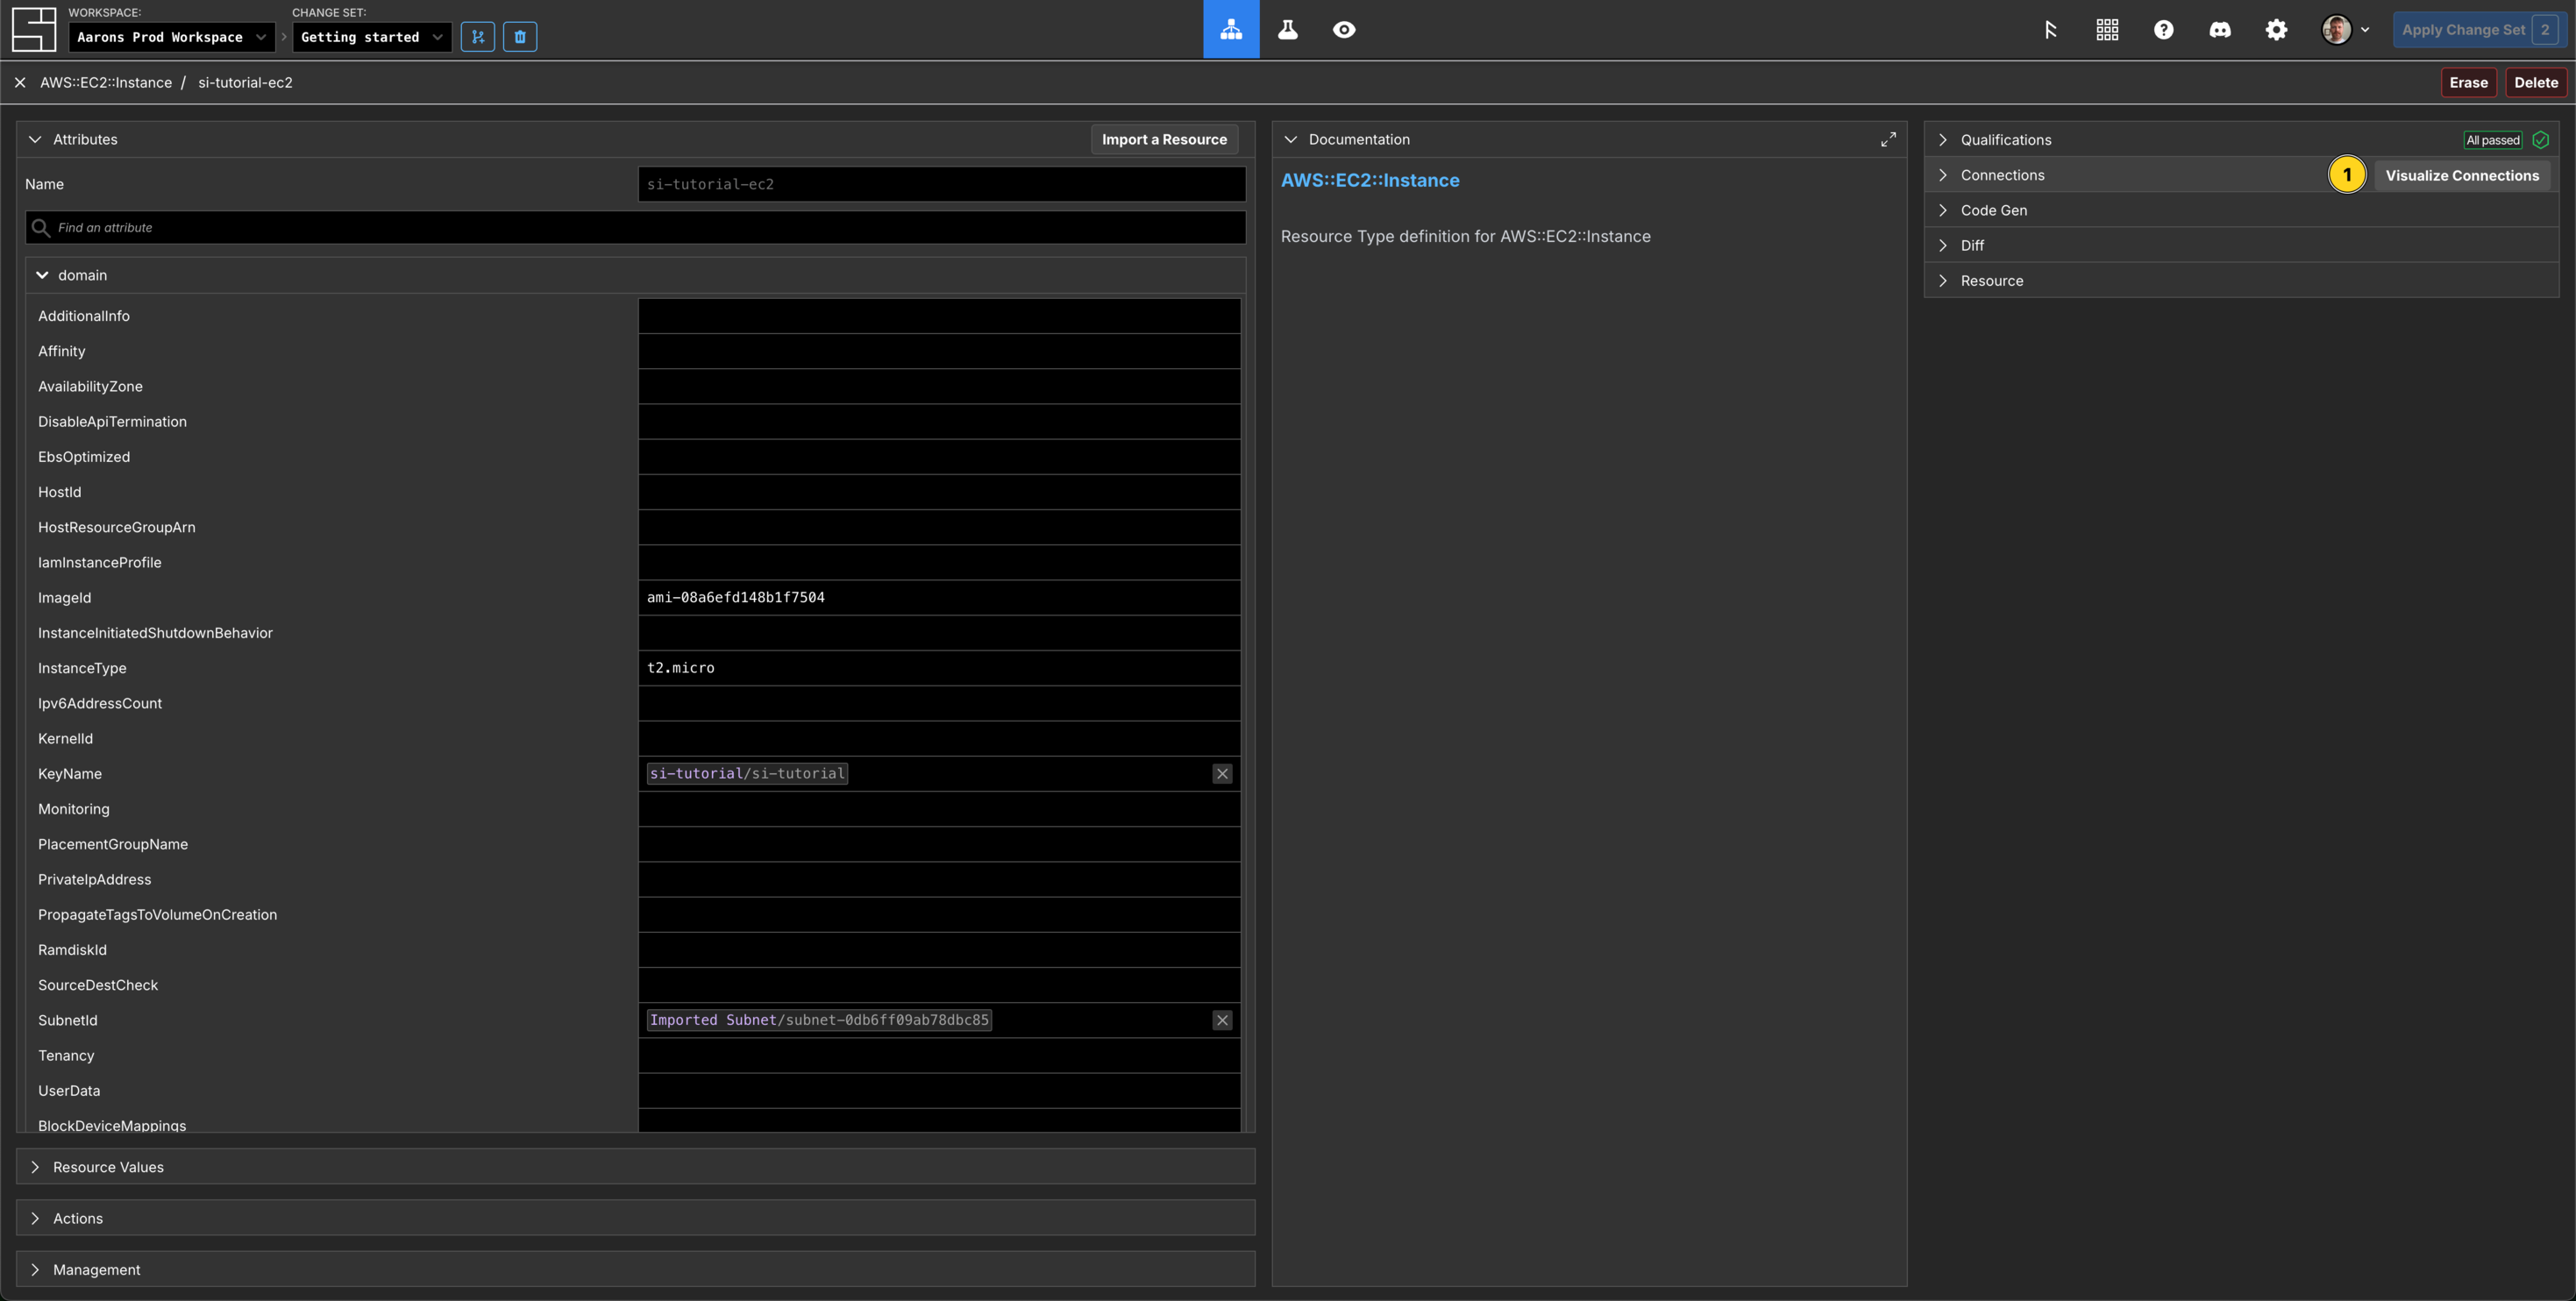 WORKSPACE:
Aarons Prod Workspace
CHANGE SET:
Getting started
Apply Change Set 2
AWS::EC2::Instance / si-tutorial-ec2
Erase
Delete
Attributes
Import a Resource
Name
si-tutorial-ec2
Find an attribute
domain
AdditionalInfo
Affinity
AvailabilityZone
DisableApiTermination
EbsOptimized
HostId
HostResourceGroupArn
IamInstanceProfile
ImageId
ami-08a6efd148b1f7504
InstanceInitiatedShutdownBehavior
InstanceType
t2.micro
Ipv6AddressCount
KernelId
KeyName
si-tutorial/si-tutorial
Monitoring
PlacementGroupName
PrivateIpAddress
PropagateTagsToVolumeOnCreation
RamdiskId
SourceDestCheck
SubnetId
Imported Subnet/subnet-0db6ff09ab78dbc85
Tenancy
UserData
BlockDeviceMappings
Resource Values
Actions
Management
Documentation
AWS::EC2::Instance
Resource Type definition for AWS::EC2::Instance
Qualifications
All passed
Connections
1
Visualize Connections
Code Gen
Diff
Resource